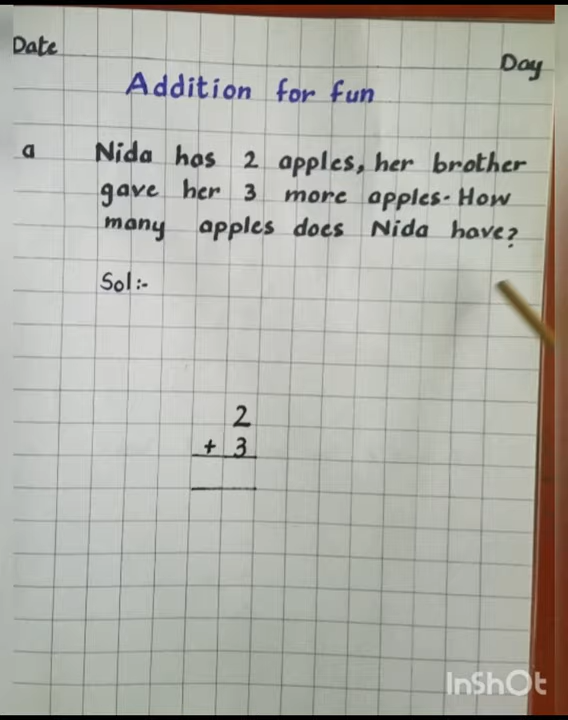 Date
Day
Addition for fun
a Nida has 2 apples, her brother
gave her 3 more apples. How
many apples does Nida have?
Sol:-
2
+ 3
InShOt